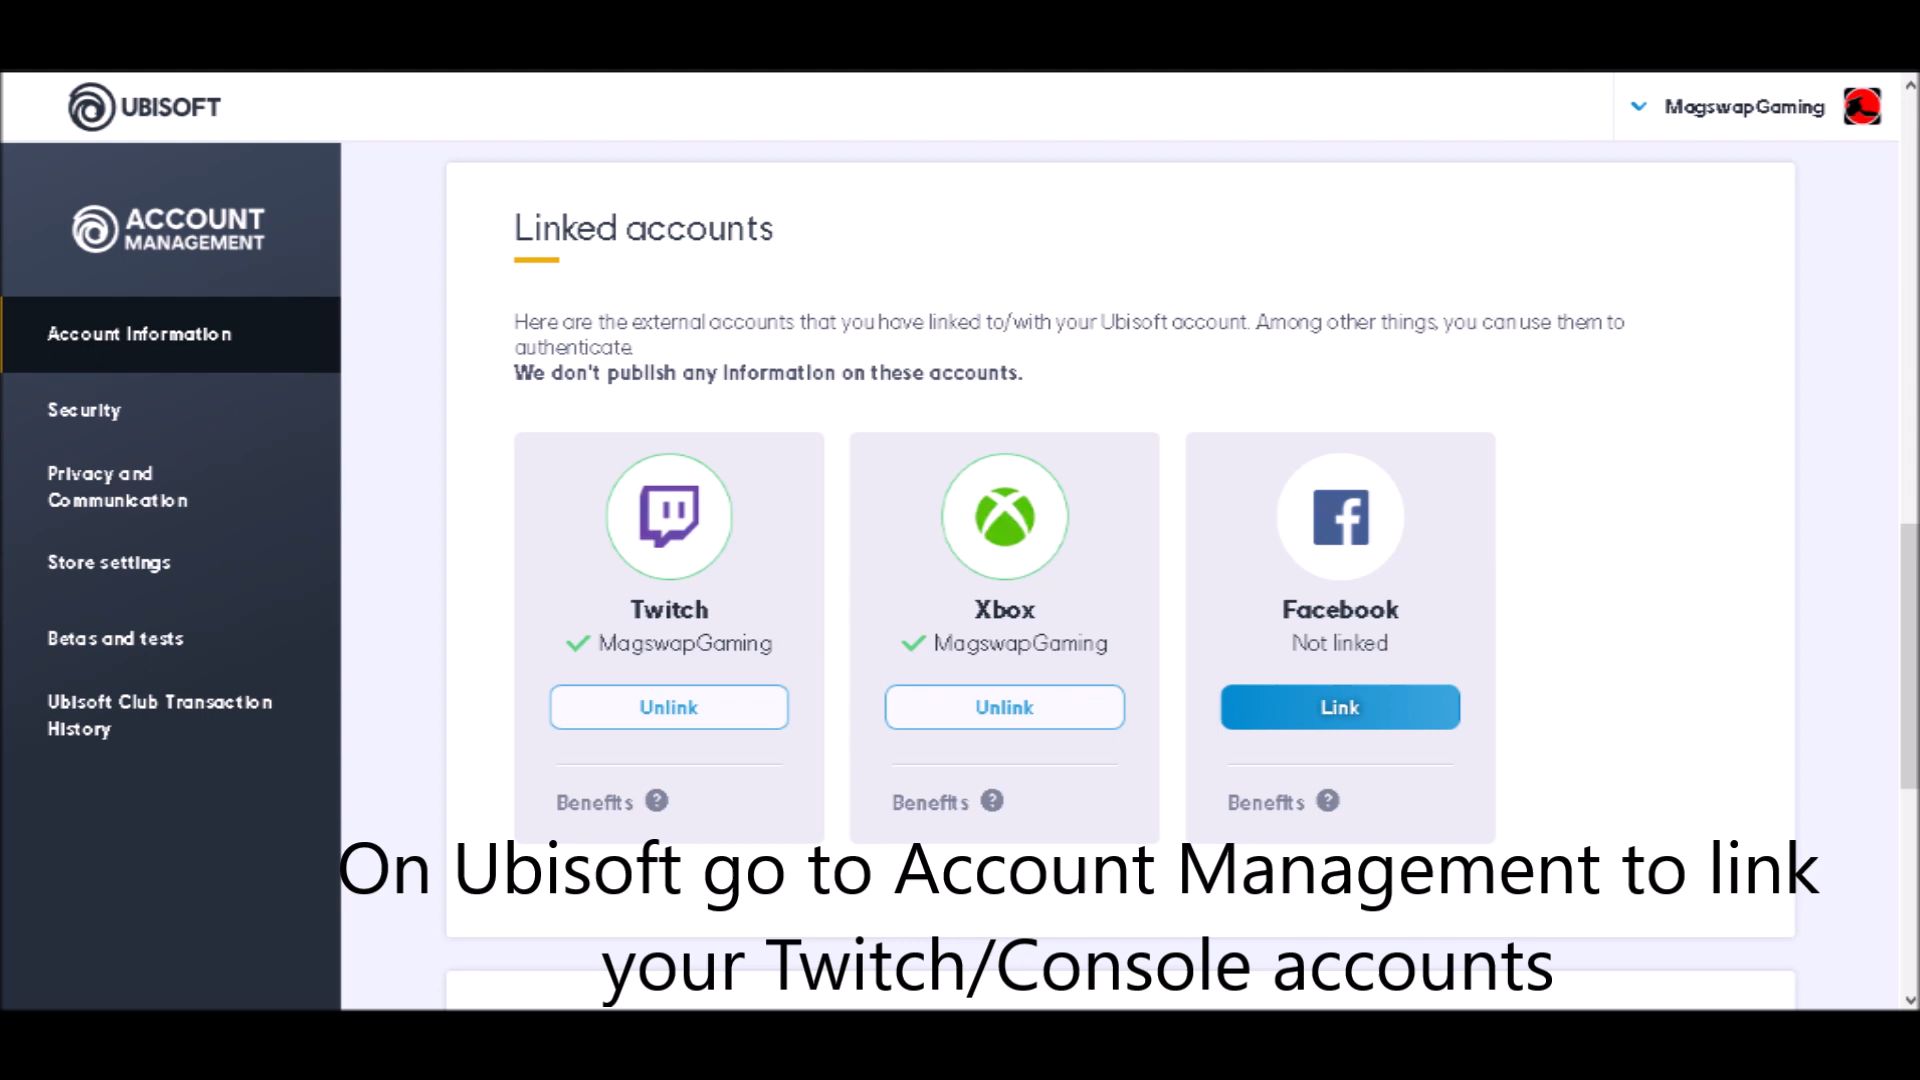 UBISOFT
MagswapGaming
ACCOUNT
MANAGEMENT
Account Information
Security
Privacy and
Communication
Store settings
Betas and tests
Ubisoft Club Transaction
History
Linked accounts
Here are the external accounts that you have linked to/with your Ubisoft account. Among other things, you can use them to
authenticate.
We don't publish any information on these accounts.
Twitch
MagswapGaming
Unlink
Benefits ?
Xbox
MagswapGaming
Unlink
Benefits ?
Facebook
Not linked
Link
Benefits ?
On Ubisoft go to Account Management to link
your Twitch/Console accounts